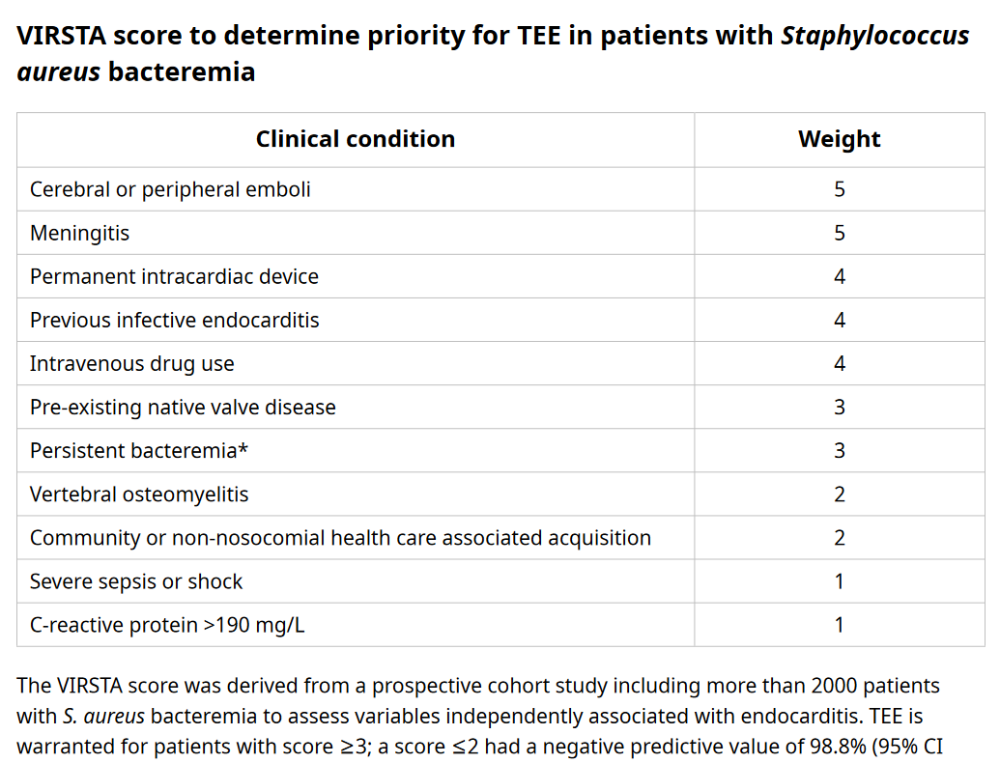 VIRSTA score to determine priority for TEE in patients with Staphylococcus
aureus bacteremia
Clinical condition Weight
Cerebral or peripheral emboli 5
Meningitis 5
Permanent intracardiac device 4
Previous infective endocarditis 4
Intravenous drug use 4
Pre-existing native valve disease 3
Persistent bacteremia* 3
Vertebral osteomyelitis 2
Community or non-nosocomial health care associated acquisition 2
Severe sepsis or shock 1
C-reactive protein >190 mg/L 1
The VIRSTA score was derived from a prospective cohort study including more than 2000 patients
with S. aureus bacteremia to assess variables independently associated with endocarditis. TEE is
warranted for patients with score ≥3; a score ≤2 had a negative predictive value of 98.8% (95% CI